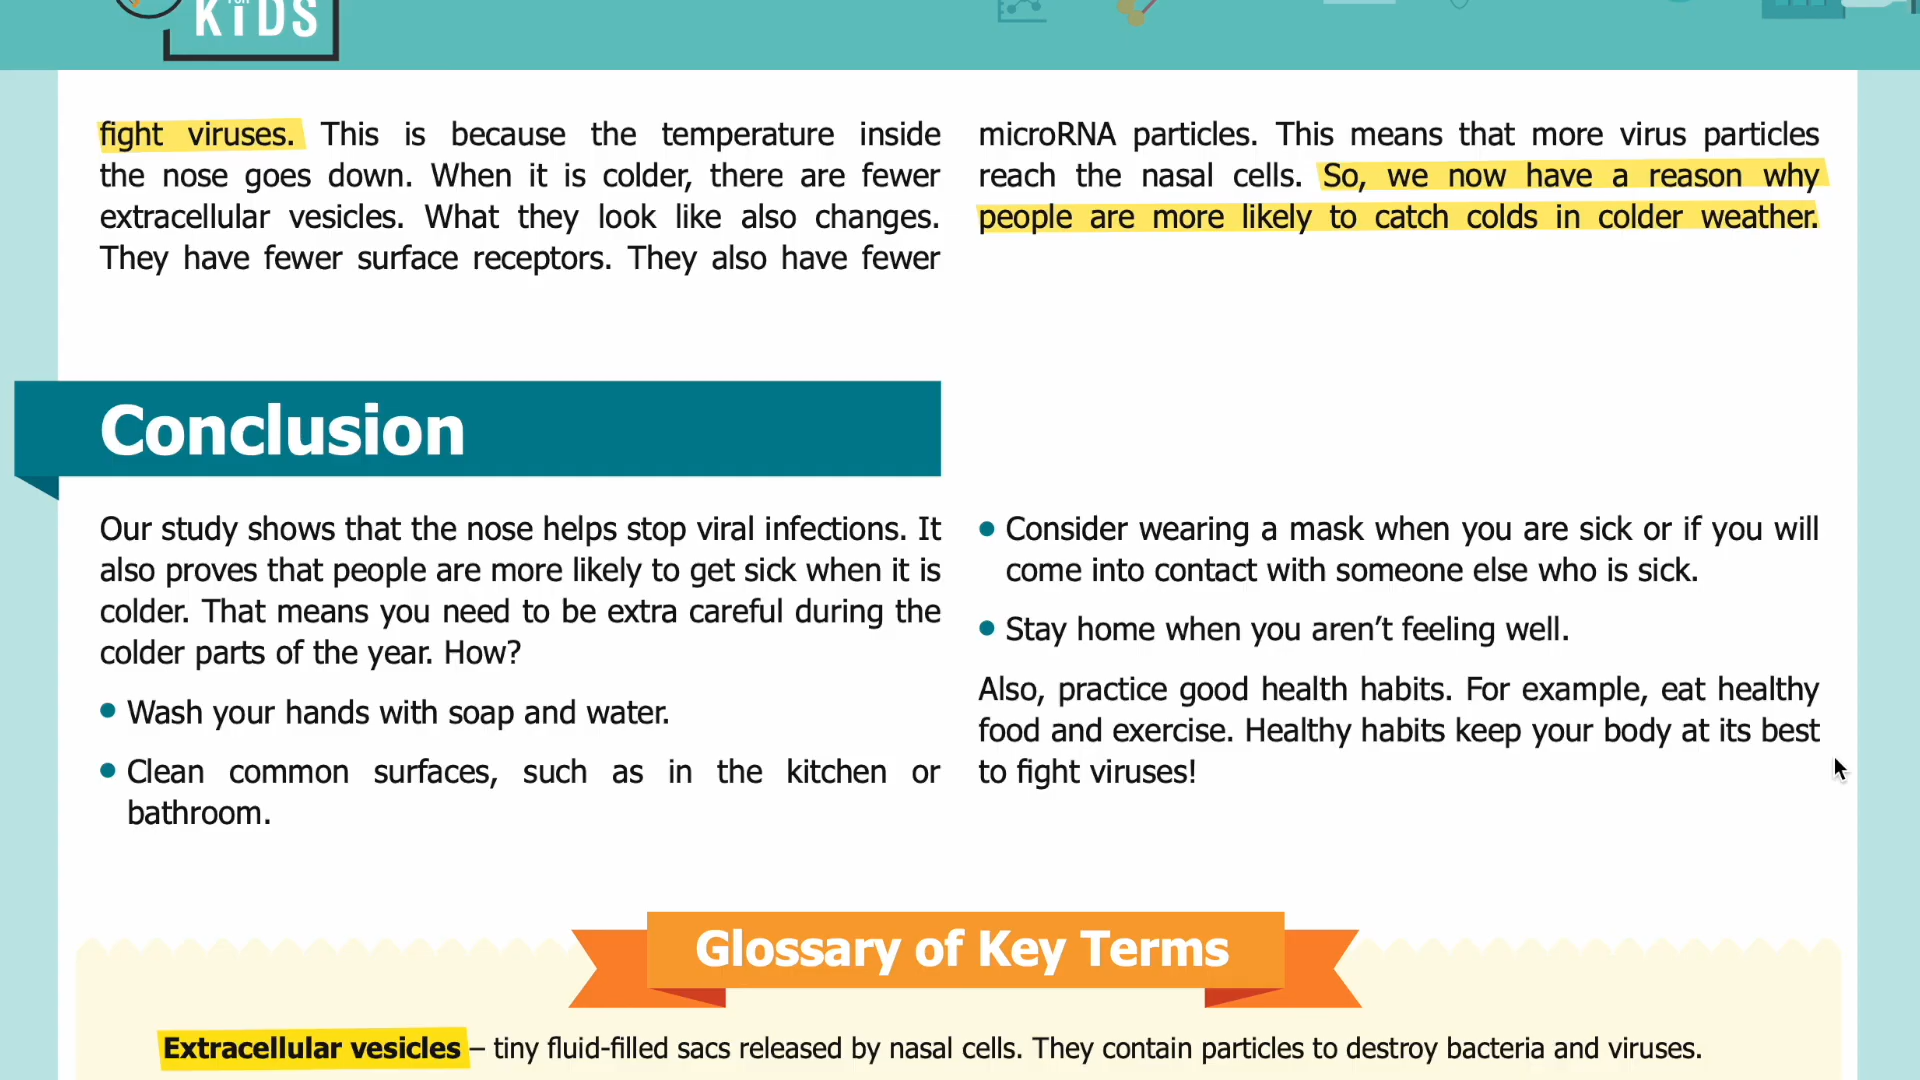 FOR
KiDS
fight viruses. This is because the temperature inside
the nose goes down. When it is colder, there are fewer
extracellular vesicles. What they look like also changes.
They have fewer surface receptors. They also have fewer
microRNA particles. This means that more virus particles
reach the nasal cells. So, we now have a reason why
people are more likely to catch colds in colder weather.
Conclusion
Our study shows that the nose helps stop viral infections. It
also proves that people are more likely to get sick when it is
colder. That means you need to be extra careful during the
colder parts of the year. How?
• Wash your hands with soap and water.
• Clean common surfaces, such as in the kitchen or
bathroom.
• Consider wearing a mask when you are sick or if you will
come into contact with someone else who is sick.
• Stay home when you aren’t feeling well.
Also, practice good health habits. For example, eat healthy
food and exercise. Healthy habits keep your body at its best
to fight viruses!
Glossary of Key Terms
Extracellular vesicles – tiny fluid-filled sacs released by nasal cells. They contain particles to destroy bacteria and viruses.